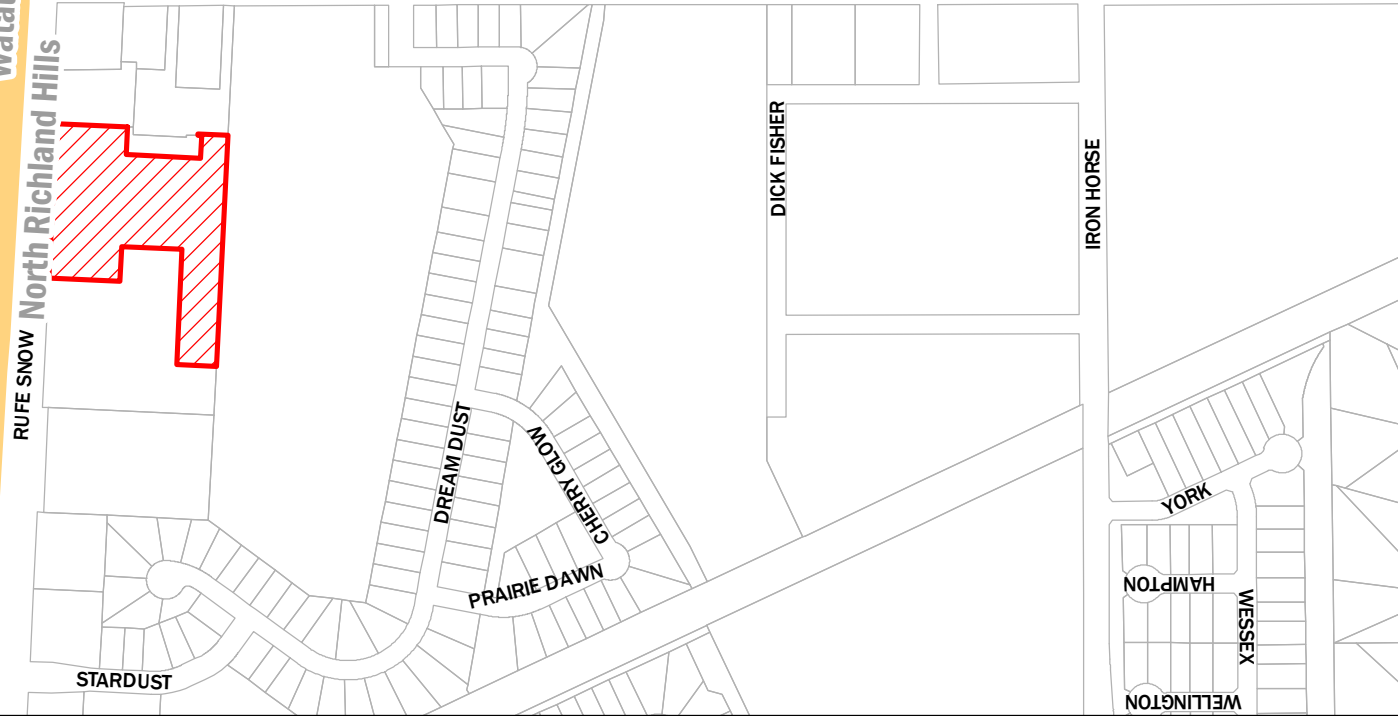 North Richland Hills
RUFE SNOW
DICK FISHER
IRON HORSE
DREAM DUST
CHERRY GLOW
PRAIRIE DAWN
STARDUST
YORK
HAMPTON
WESSEX
WELLINGTON